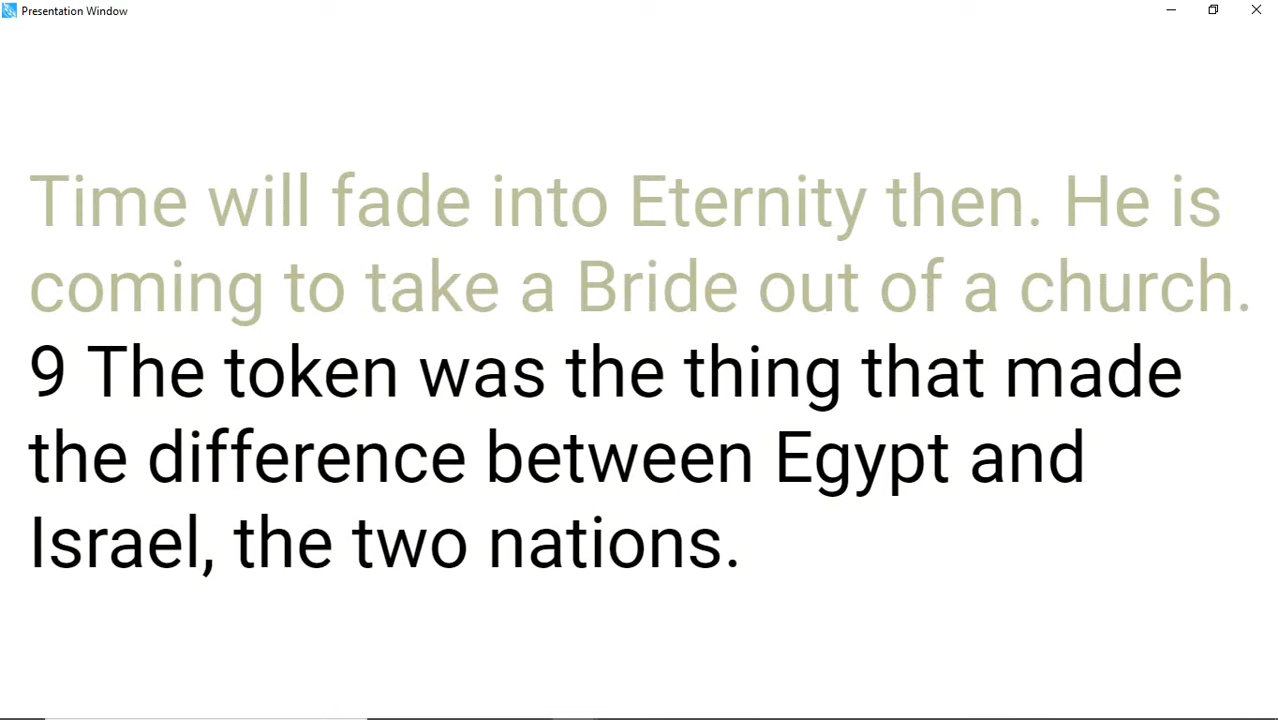 Presentation Window
Time will fade into Eternity then. He is
coming to take a Bride out of a church.
9 The token was the thing that made
the difference between Egypt and
Israel, the two nations.